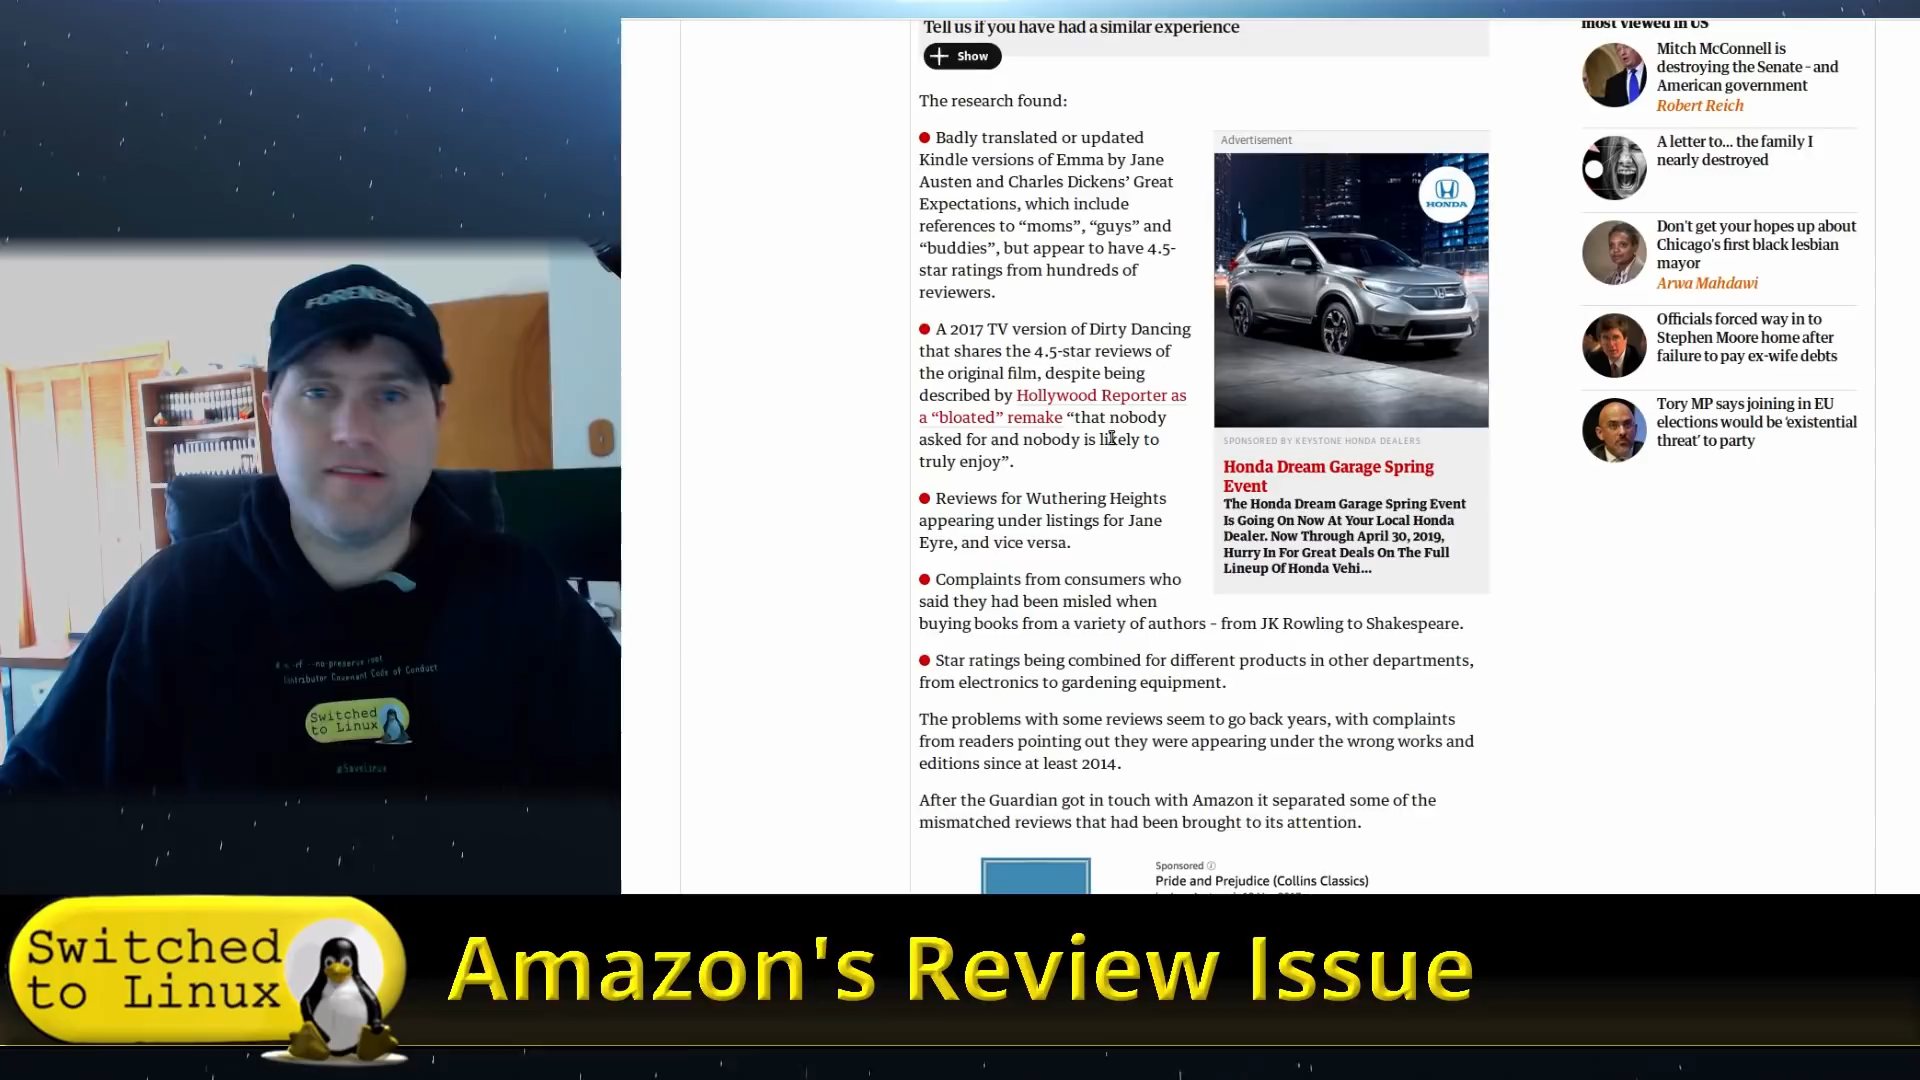 Tell us if you have had a similar experience
Show
The research found:
Badly translated or updated
Kindle versions of Emma by Jane
Austen and Charles Dickens’ Great
Expectations, which include
references to “moms”, “guys” and
“buddies”, but appear to have 4.5-
star ratings from hundreds of
reviewers.
A 2017 TV version of Dirty Dancing
that shares the 4.5-star reviews of
the original film, despite being
described by Hollywood Reporter as
a “bloated” remake “that nobody
asked for and nobody is likely to
truly enjoy”.
Reviews for Wuthering Heights
appearing under listings for Jane
Eyre, and vice versa.
Complaints from consumers who
said they had been misled when
buying books from a variety of authors – from JK Rowling to Shakespeare.
Star ratings being combined for different products in other departments,
from electronics to gardening equipment.
The problems with some reviews seem to go back years, with complaints
from readers pointing out they were appearing under the wrong works and
editions since at least 2014.
After the Guardian got in touch with Amazon it separated some of the
mismatched reviews that had been brought to its attention.
Sponsored
Pride and Prejudice (Collins Classics)
Advertisement
HONDA
SPONSORED BY KEYSTONE HONDA DEALERS
Honda Dream Garage Spring
Event
The Honda Dream Garage Spring Event
Is Going On Now At Your Local Honda
Dealer. Now Through April 30, 2019,
Hurry In For Great Deals On The Full
Lineup Of Honda Vehi...
most viewed in US
Mitch McConnell is
destroying the Senate – and
American government
Robert Reich
A letter to... the family I
nearly destroyed
Don't get your hopes up about
Chicago's first black lesbian
mayor
Arwa Mahdawi
Officials forced way in to
Stephen Moore home after
failure to pay ex-wife debts
Tory MP says joining in EU
elections would be ‘existential
threat’ to party
FORENSICS
-rf --no-preserve root
Code of Conduct
Switched
to Linux
@Savelinux
Switched
to Linux
Amazon's Review Issue